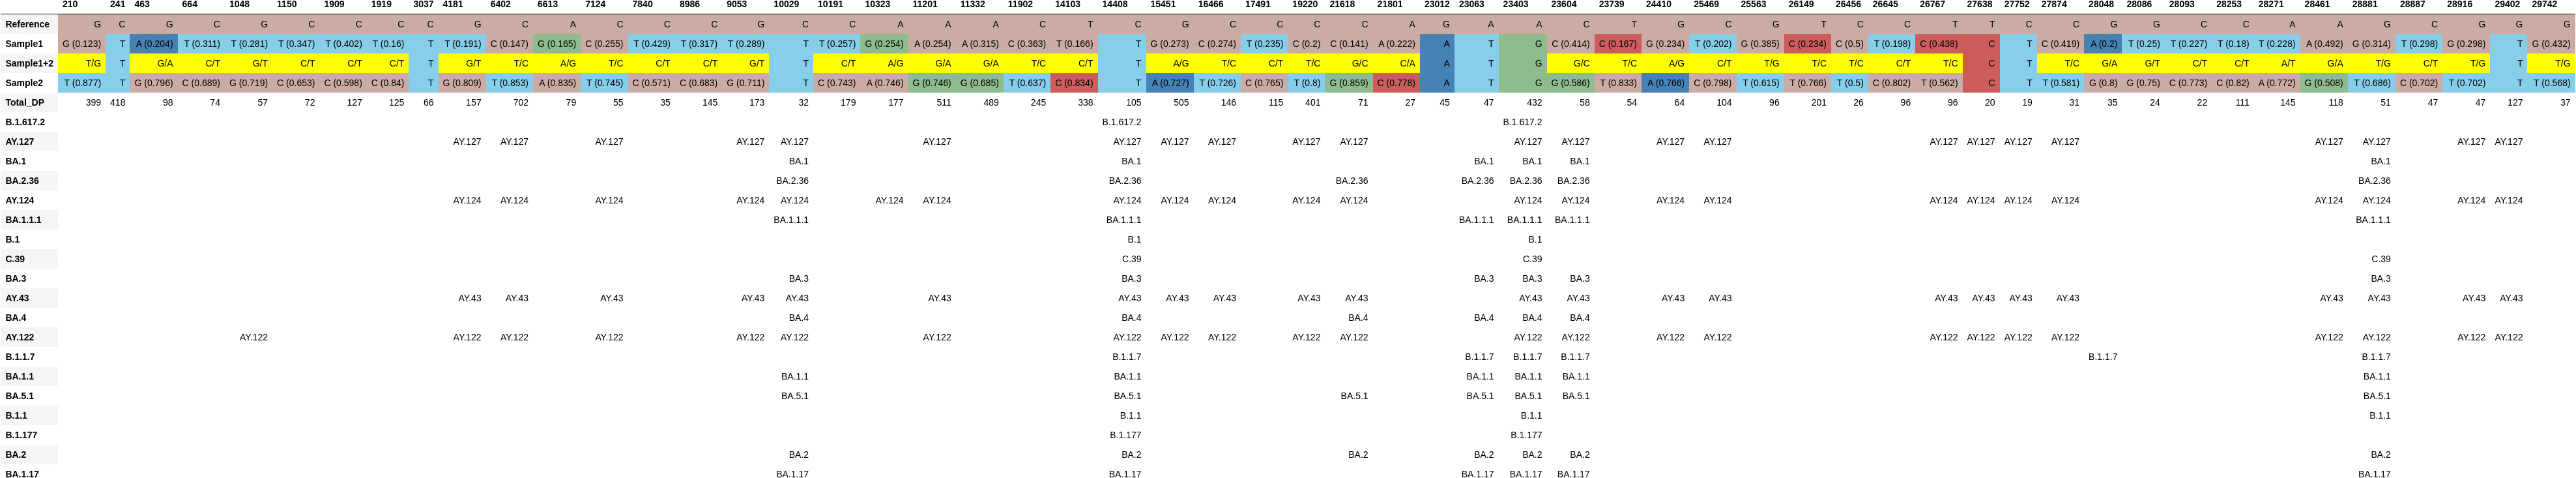 210 241 463 664 1048 1150 1909 1919 3037 4181 6402 6613 7124 7840 8986 9053 10029 10191 10323 11201 11332 11902 14103 14408 15451 16466 17491 19220 21618 21801 23012 23063 23403 23604 23739 24410 25469 25563 26149 26456 26645 26767 27638 27752 27874 28048 28086 28093 28253 28271 28461 28881 28887 28916 29402 29742
Reference G C G C G C C C C G C A C C C G C C A A A C T C G C C C C A G A A C T G C G T C C T T C C G G C C A A G C G G G
Sample1 G (0.123) T A (0.204) T (0.311) T (0.281) T (0.347) T (0.402) T (0.16) T T (0.191) C (0.147) G (0.165) C (0.255) T (0.429) T (0.317) T (0.289) T T (0.257) G (0.254) A (0.254) A (0.315) C (0.363) T (0.166) T G (0.273) C (0.274) T (0.235) C (0.2) C (0.141) A (0.222) A T G C (0.414) C (0.167) G (0.234) T (0.202) G (0.385) C (0.234) C (0.5) T (0.198) C (0.438) C T C (0.419) A (0.2) T (0.25) T (0.227) T (0.18) T (0.228) A (0.492) G (0.314) T (0.298) G (0.298) T G (0.432)
Sample1+2 T/G T G/A C/T G/T C/T C/T C/T T G/T T/C A/G T/C C/T C/T G/T T C/T A/G G/A G/A T/C C/T T A/G T/C C/T T/C G/C C/A A T G G/C T/C A/G C/T T/G T/C T/C C/T T/C C T T/C G/A G/T C/T C/T A/T G/A T/G C/T T/G T T/G
Sample2 T (0.877) T G (0.796) C (0.689) G (0.719) C (0.653) C (0.598) C (0.84) T G (0.809) T (0.853) A (0.835) T (0.745) C (0.571) C (0.683) G (0.711) T C (0.743) A (0.746) G (0.746) G (0.685) T (0.637) C (0.834) T A (0.727) T (0.726) C (0.765) T (0.8) G (0.859) C (0.778) A T G G (0.586) T (0.833) A (0.766) C (0.798) T (0.615) T (0.766) T (0.5) C (0.802) T (0.562) C T T (0.581) G (0.8) G (0.75) C (0.773) C (0.82) A (0.772) G (0.508) T (0.686) C (0.702) T (0.702) T T (0.568)
Total_DP 399 418 98 74 57 72 127 125 66 157 702 79 55 35 145 173 32 179 177 511 489 245 338 105 505 146 115 401 71 27 45 47 432 58 54 64 104 96 201 26 96 96 20 19 31 35 24 22 111 145 118 51 47 47 127 37
B.1.617.2 B.1.617.2 B.1.617.2
AY.127 AY.127 AY.127 AY.127 AY.127 AY.127 AY.127 AY.127 AY.127 AY.127 AY.127 AY.127 AY.127 AY.127 AY.127 AY.127 AY.127 AY.127 AY.127 AY.127 AY.127 AY.127 AY.127 AY.127
BA.1 BA.1 BA.1 BA.1 BA.1 BA.1 BA.1
BA.2.36 BA.2.36 BA.2.36 BA.2.36 BA.2.36 BA.2.36 BA.2.36 BA.2.36
AY.124 AY.124 AY.124 AY.124 AY.124 AY.124 AY.124 AY.124 AY.124 AY.124 AY.124 AY.124 AY.124 AY.124 AY.124 AY.124 AY.124 AY.124 AY.124 AY.124 AY.124 AY.124 AY.124 AY.124 AY.124
BA.1.1.1 BA.1.1.1 BA.1.1.1 BA.1.1.1 BA.1.1.1 BA.1.1.1 BA.1.1.1
B.1 B.1 B.1
C.39 C.39 C.39 C.39
BA.3 BA.3 BA.3 BA.3 BA.3 BA.3 BA.3
AY.43 AY.43 AY.43 AY.43 AY.43 AY.43 AY.43 AY.43 AY.43 AY.43 AY.43 AY.43 AY.43 AY.43 AY.43 AY.43 AY.43 AY.43 AY.43 AY.43 AY.43 AY.43 AY.43 AY.43
BA.4 BA.4 BA.4 BA.4 BA.4 BA.4 BA.4 BA.4
AY.122 AY.122 AY.122 AY.122 AY.122 AY.122 AY.122 AY.122 AY.122 AY.122 AY.122 AY.122 AY.122 AY.122 AY.122 AY.122 AY.122 AY.122 AY.122 AY.122 AY.122 AY.122 AY.122 AY.122 AY.122
B.1.1.7 B.1.1.7 B.1.1.7 B.1.1.7 B.1.1.7 B.1.1.7 B.1.1.7
BA.1.1 BA.1.1 BA.1.1 BA.1.1 BA.1.1 BA.1.1 BA.1.1
BA.5.1 BA.5.1 BA.5.1 BA.5.1 BA.5.1 BA.5.1 BA.5.1 BA.5.1
B.1.1 B.1.1 B.1.1 B.1.1
B.1.177 B.1.177 B.1.177
BA.2 BA.2 BA.2 BA.2 BA.2 BA.2 BA.2 BA.2
BA.1.17 BA.1.17 BA.1.17 BA.1.17 BA.1.17 BA.1.17 BA.1.17